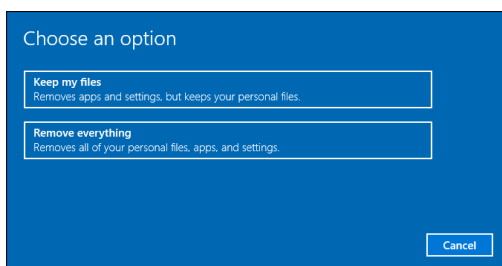 Choose an option
Keep my files
Removes apps and settings, but keeps your personal files.
Remove everything
Removes all of your personal files, apps, and settings.
Cancel